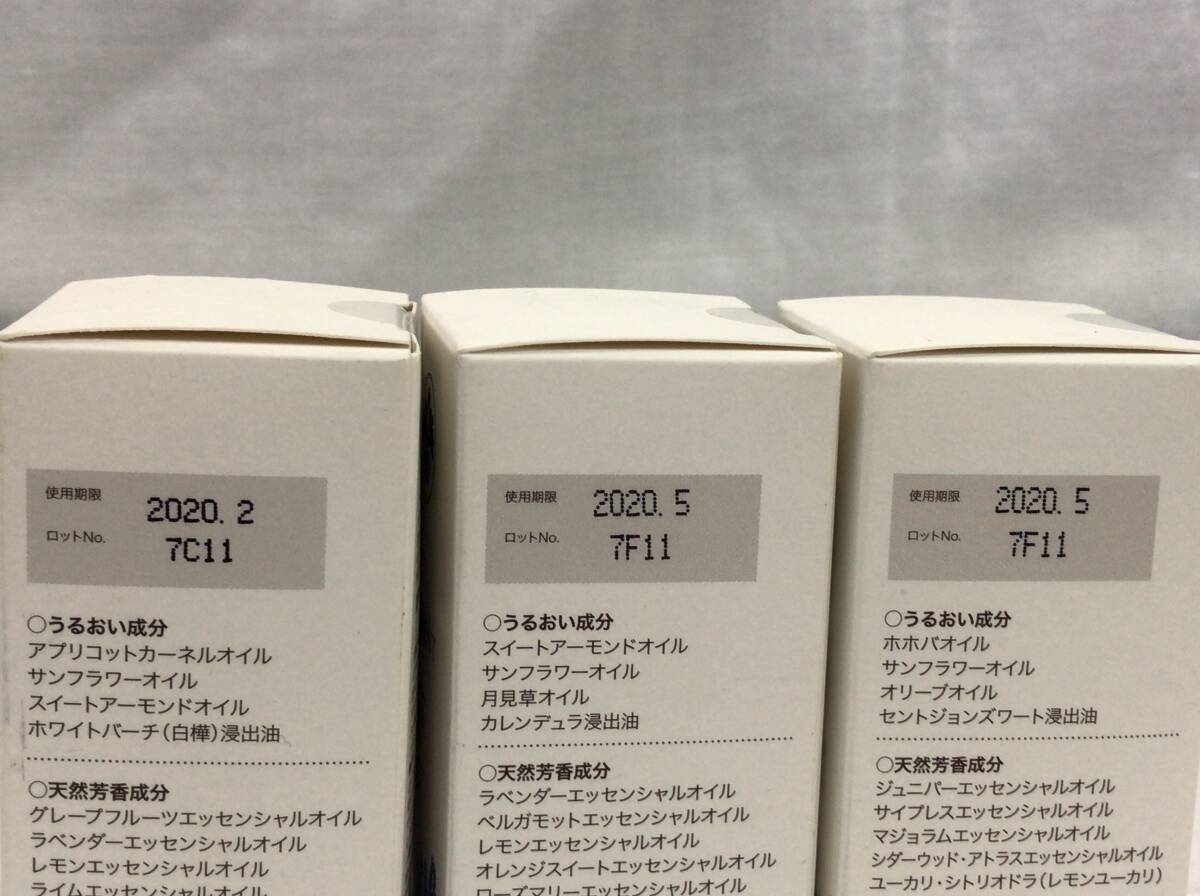 使用期限 2020. 2
ロットNo. 7C11
○うるおい成分
アプリコットカーネルオイル
サンフラワーオイル
スイートアーモンドオイル
ホワイトバーチ(白樺)浸出油
○天然芳香成分
グレープフルーツエッセンシャルオイル
ラベンダーエッセンシャルオイル
レモンエッセンシャルオイル
ライムエッセンシャルオイル
使用期限 2020. 5
ロットNo. 7F11
○うるおい成分
スイートアーモンドオイル
サンフラワーオイル
月見草オイル
カレンデュラ浸出油
○天然芳香成分
ラベンダーエッセンシャルオイル
ベルガモットエッセンシャルオイル
レモンエッセンシャルオイル
オレンジスイートエッセンシャルオイル
ローズマリーエッセンシャルオイル
使用期限 2020. 5
ロットNo. 7F11
○うるおい成分
ホホバオイル
サンフラワーオイル
オリーブオイル
セントジョンズワート浸出油
○天然芳香成分
ジュニパーエッセンシャルオイル
サイプレスエッセンシャルオイル
マジョラムエッセンシャルオイル
シダーウッド・アトラスエッセンシャルオイル
ユーカリ・シトリオドラ(レモンユーカリ)